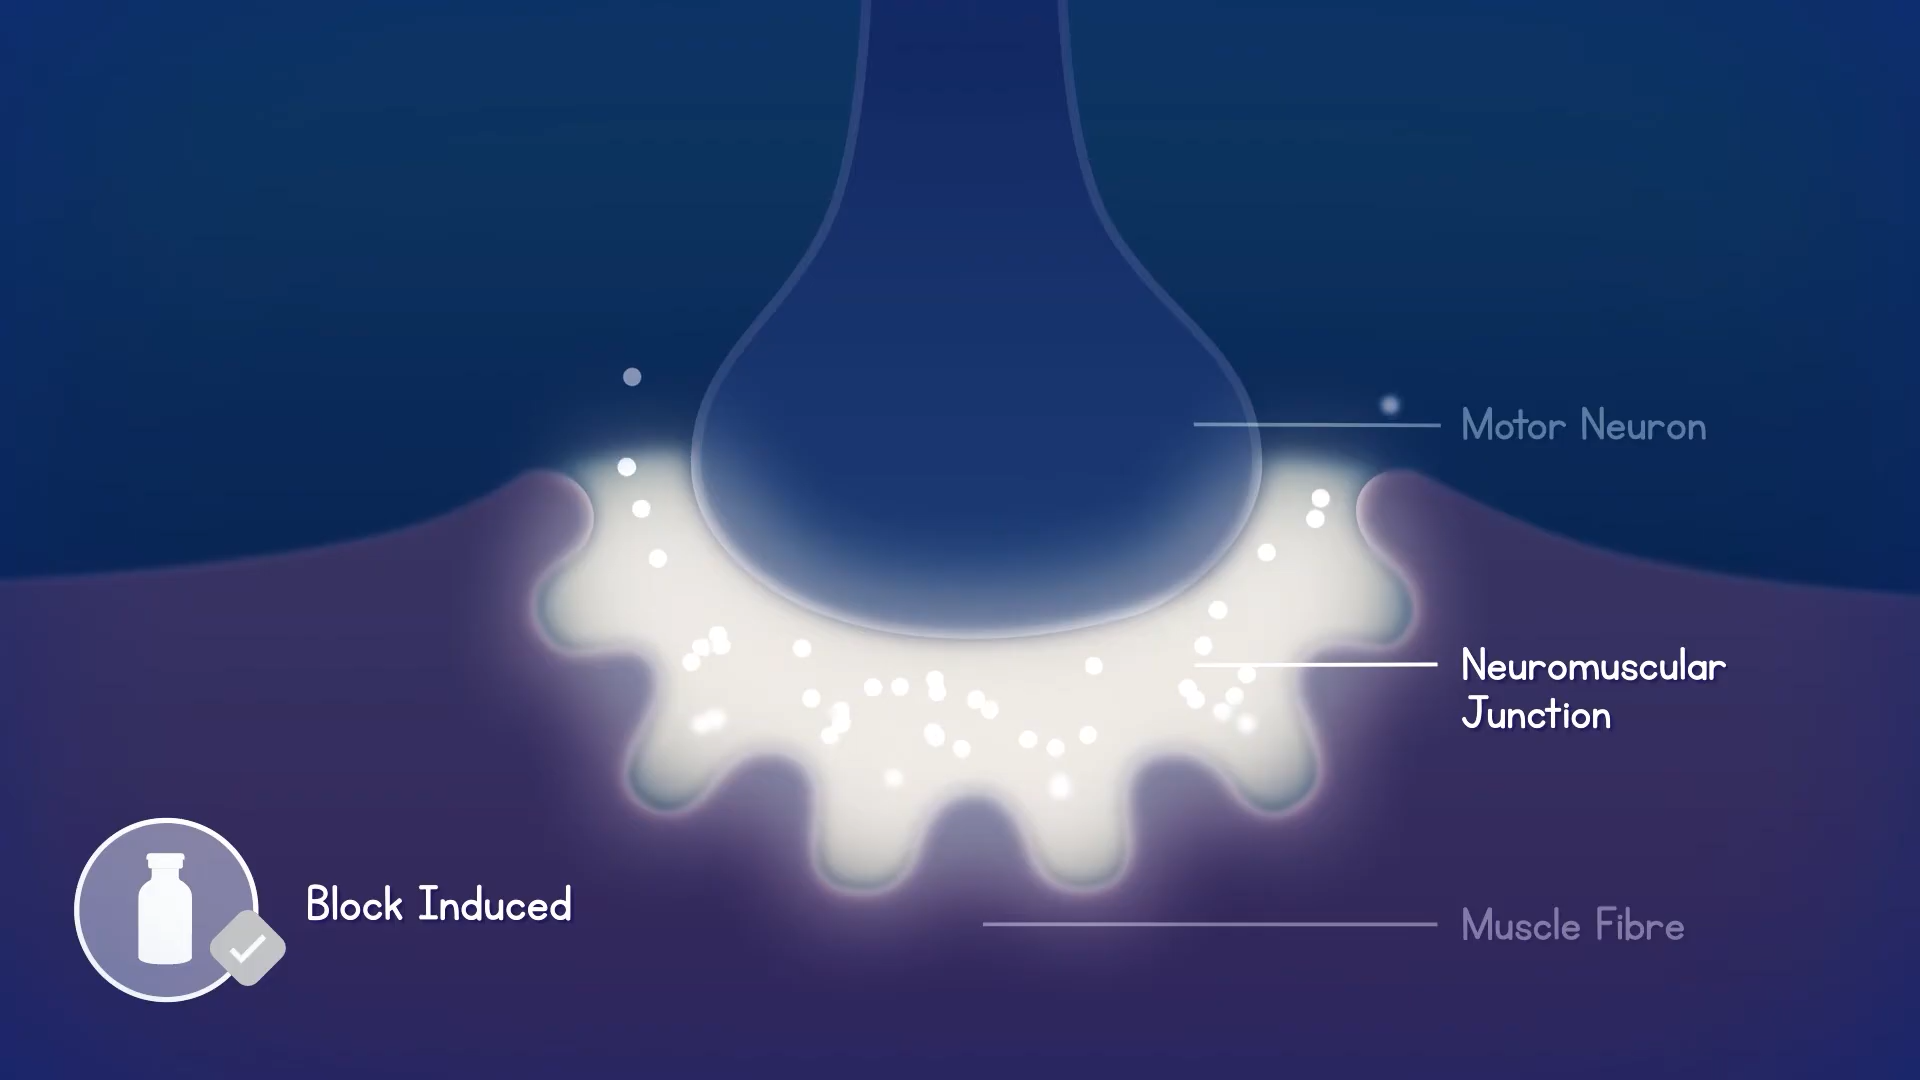 Motor Neuron
Neuromuscular
Junction
Block Induced
Muscle Fibre